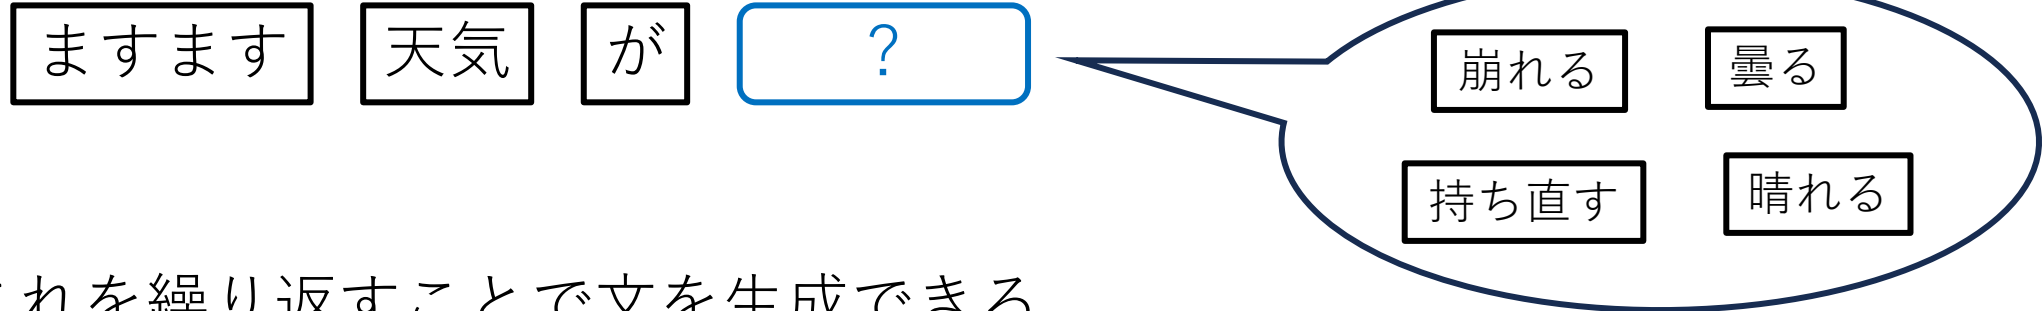 ますます 天気 が ?
崩れる 曇る
持ち直す 晴れる
れを繰り返すことで文を生成できる